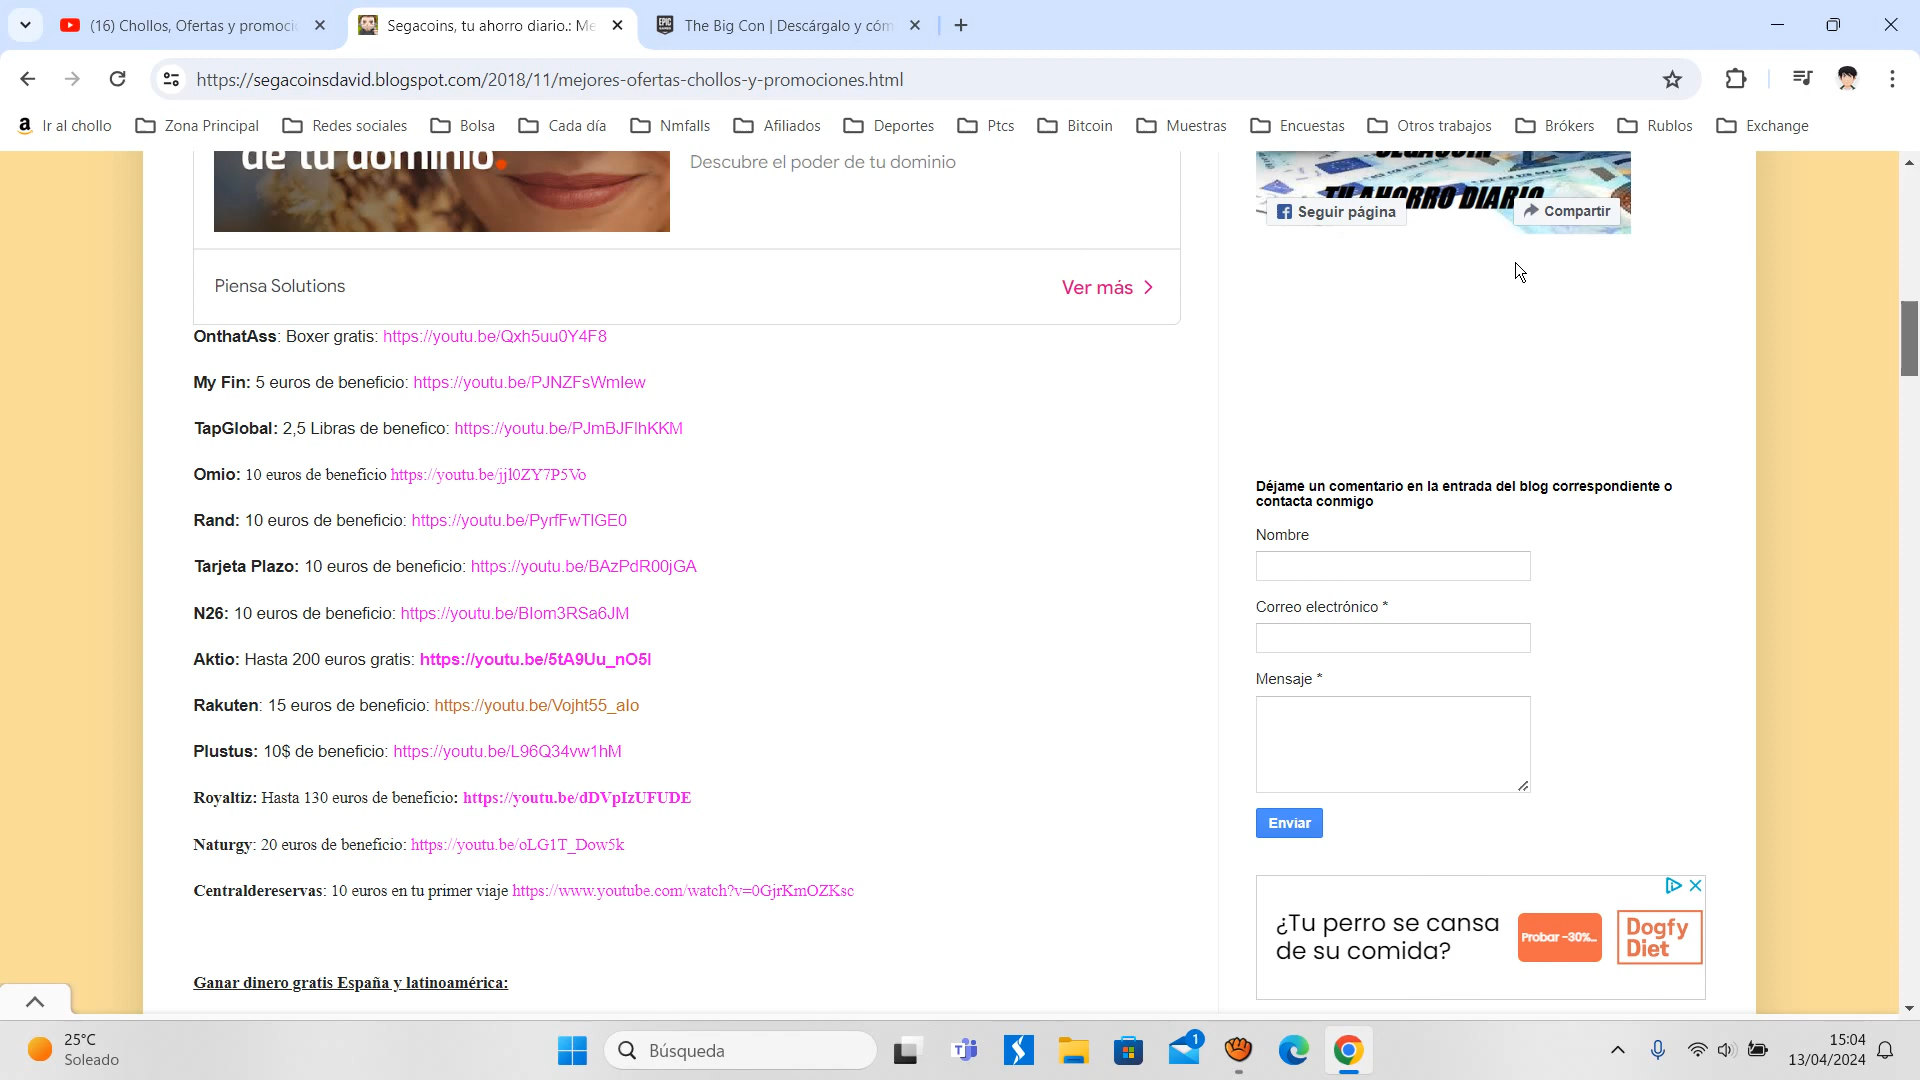 (16) Chollos, Ofertas y promoci
Segacoins, tu ahorro diario.: Me
The Big Con | Descárgalo y cóm
https://segacoinsdavid.blogspot.com/2018/11/mejores-ofertas-chollos-y-promociones.html
Ir al chollo
Zona Principal
Redes sociales
Bolsa
Cada día
Nmfalls
Afiliados
Deportes
Ptcs
Bitcoin
Muestras
Encuestas
Otros trabajos
Brókers
Rublos
Exchange
de tu dominio.
Descubre el poder de tu dominio
Piensa Solutions
Ver más
OnthatAss: Boxer gratis: https://youtu.be/Qxh5uu0Y4F8
My Fin: 5 euros de beneficio: https://youtu.be/PJNZFsWmIew
TapGlobal: 2,5 Libras de benefico: https://youtu.be/PJmBJFlhKKM
Omio: 10 euros de beneficio https://youtu.be/jjl0ZY7P5Vo
Rand: 10 euros de beneficio: https://youtu.be/PyrfFwTIGE0
Tarjeta Plazo: 10 euros de beneficio: https://youtu.be/BAzPdR00jGA
N26: 10 euros de beneficio: https://youtu.be/BIom3RSa6JM
Aktio: Hasta 200 euros gratis: https://youtu.be/5tA9Uu_nO5I
Rakuten: 15 euros de beneficio: https://youtu.be/Vojht55_aIo
Plustus: 10$ de beneficio: https://youtu.be/L96Q34vw1hM
Royaltiz: Hasta 130 euros de beneficio: https://youtu.be/dDVpIzUFUDE
Naturgy: 20 euros de beneficio: https://youtu.be/oLG1T_Dow5k
Centraldereservas: 10 euros en tu primer viaje https://www.youtube.com/watch?v=0GjrKmOZKsc
Ganar dinero gratis España y latinoamérica:
SEGACOIN
TU AHORRO DIARIO
Seguir página
Compartir
Déjame un comentario en la entrada del blog correspondiente o
contacta conmigo
Nombre
Correo electrónico *
Mensaje *
Enviar
¿Tu perro se cansa
de su comida?
Probar -30%...
Dogfy
Diet
25°C
Soleado
Búsqueda
1
15:04
13/04/2024